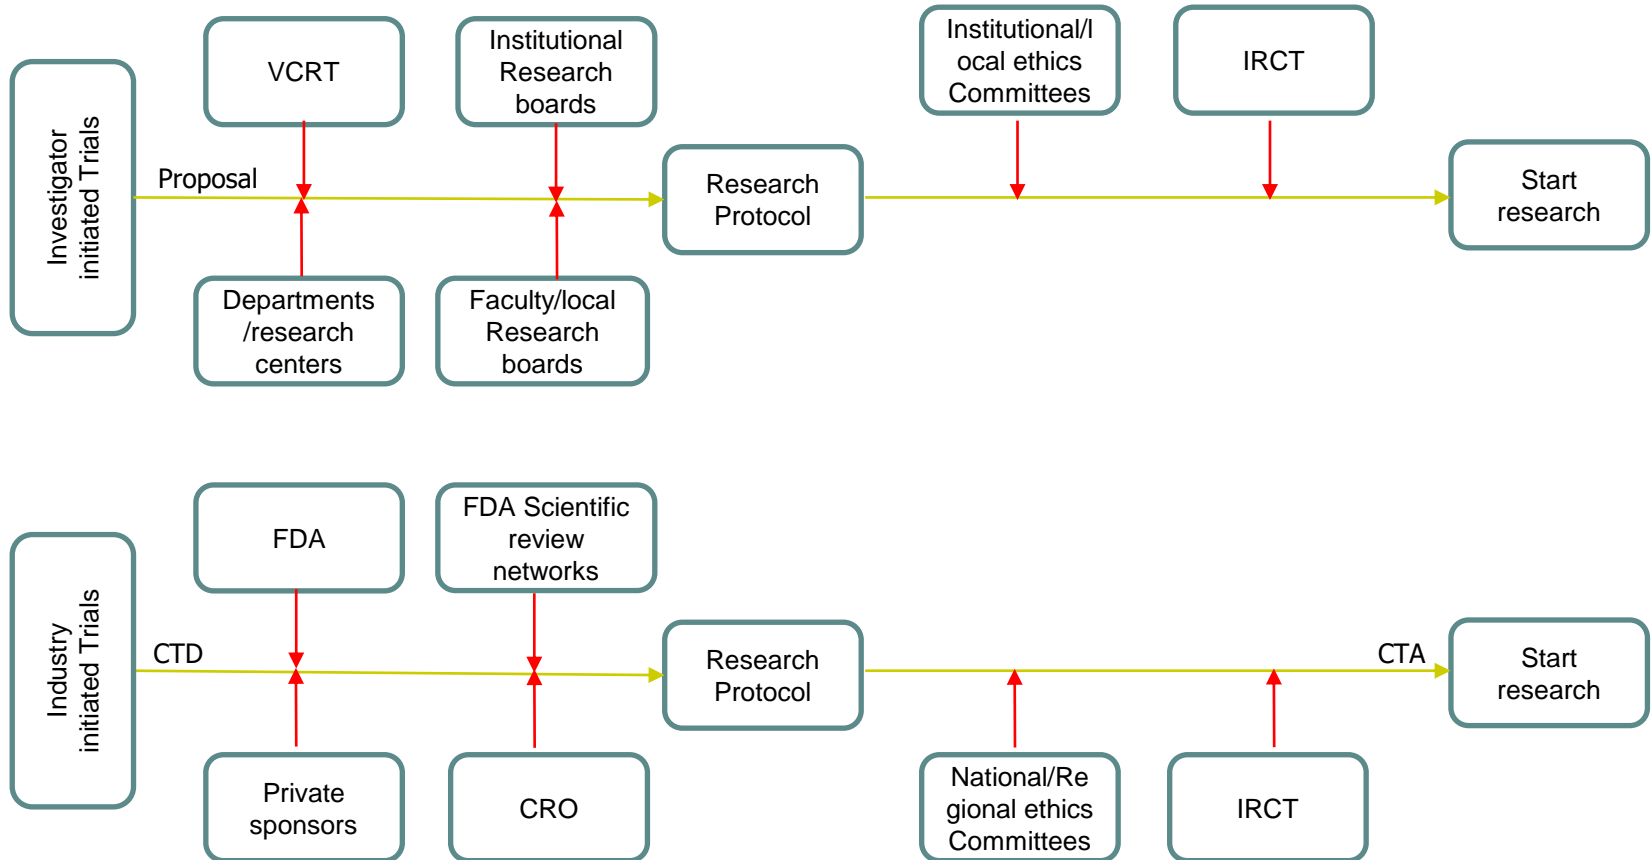 Investigator
initiated Trials
Proposal
VCRT
Institutional
Research
boards
Departments
/research
centers
Faculty/local
Research
boards
Research
Protocol
Institutional/l
ocal ethics
Committees
IRCT
Start
research
Industry
initiated Trials
CTD
FDA
FDA Scientific
review
networks
Private
sponsors
CRO
Research
Protocol
National/Re
gional ethics
Committees
IRCT
CTA
Start
research